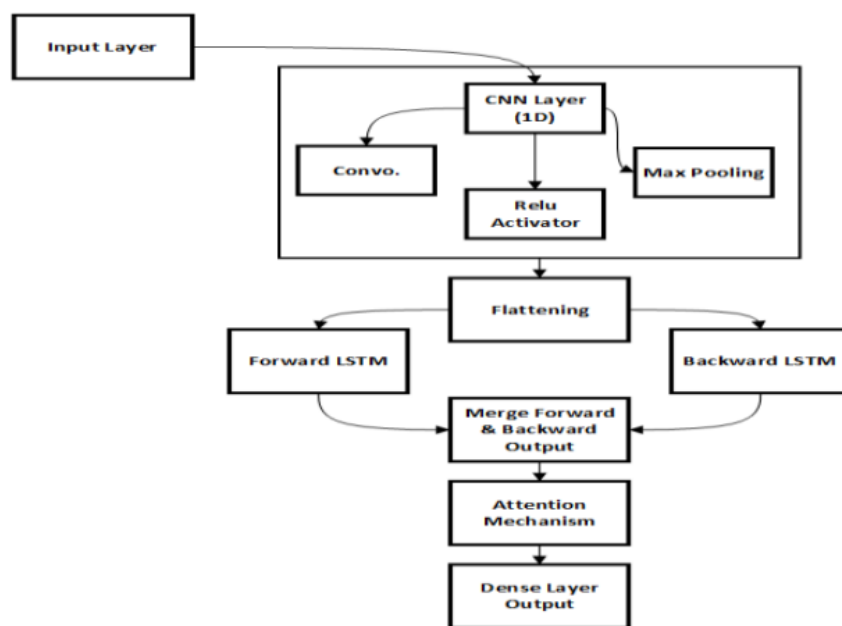 Input Layer
CNN Layer
(1D)
Convo.
Max Pooling
Relu
Activator
Flattening
Forward LSTM
Backward LSTM
Merge Forward
& Backward
Output
Attention
Mechanism
Dense Layer
Output